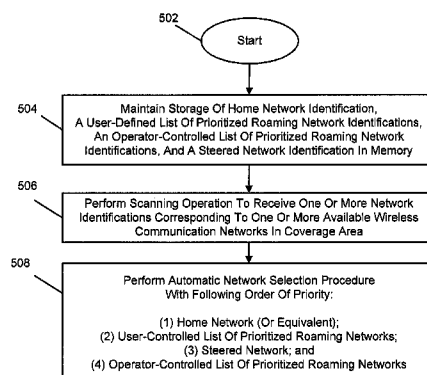 502
Start
504
Maintain Storage Of Home Network Identification,
A User-Defined List Of Prioritized Roaming Network Identifications,
An Operator-Controlled List Of Prioritized Roaming Network
Identifications, And A Steered Network Identification In Memory
506
Perform Scanning Operation To Receive One Or More Network
Identifications Corresponding To One Or More Available Wireless
Communication Networks In Coverage Area
508
Perform Automatic Network Selection Procedure
With Following Order Of Priority:
(1) Home Network (Or Equivalent);
(2) User-Controlled List Of Prioritized Roaming Networks;
(3) Steered Network; and
(4) Operator-Controlled List Of Prioritized Roaming Networks